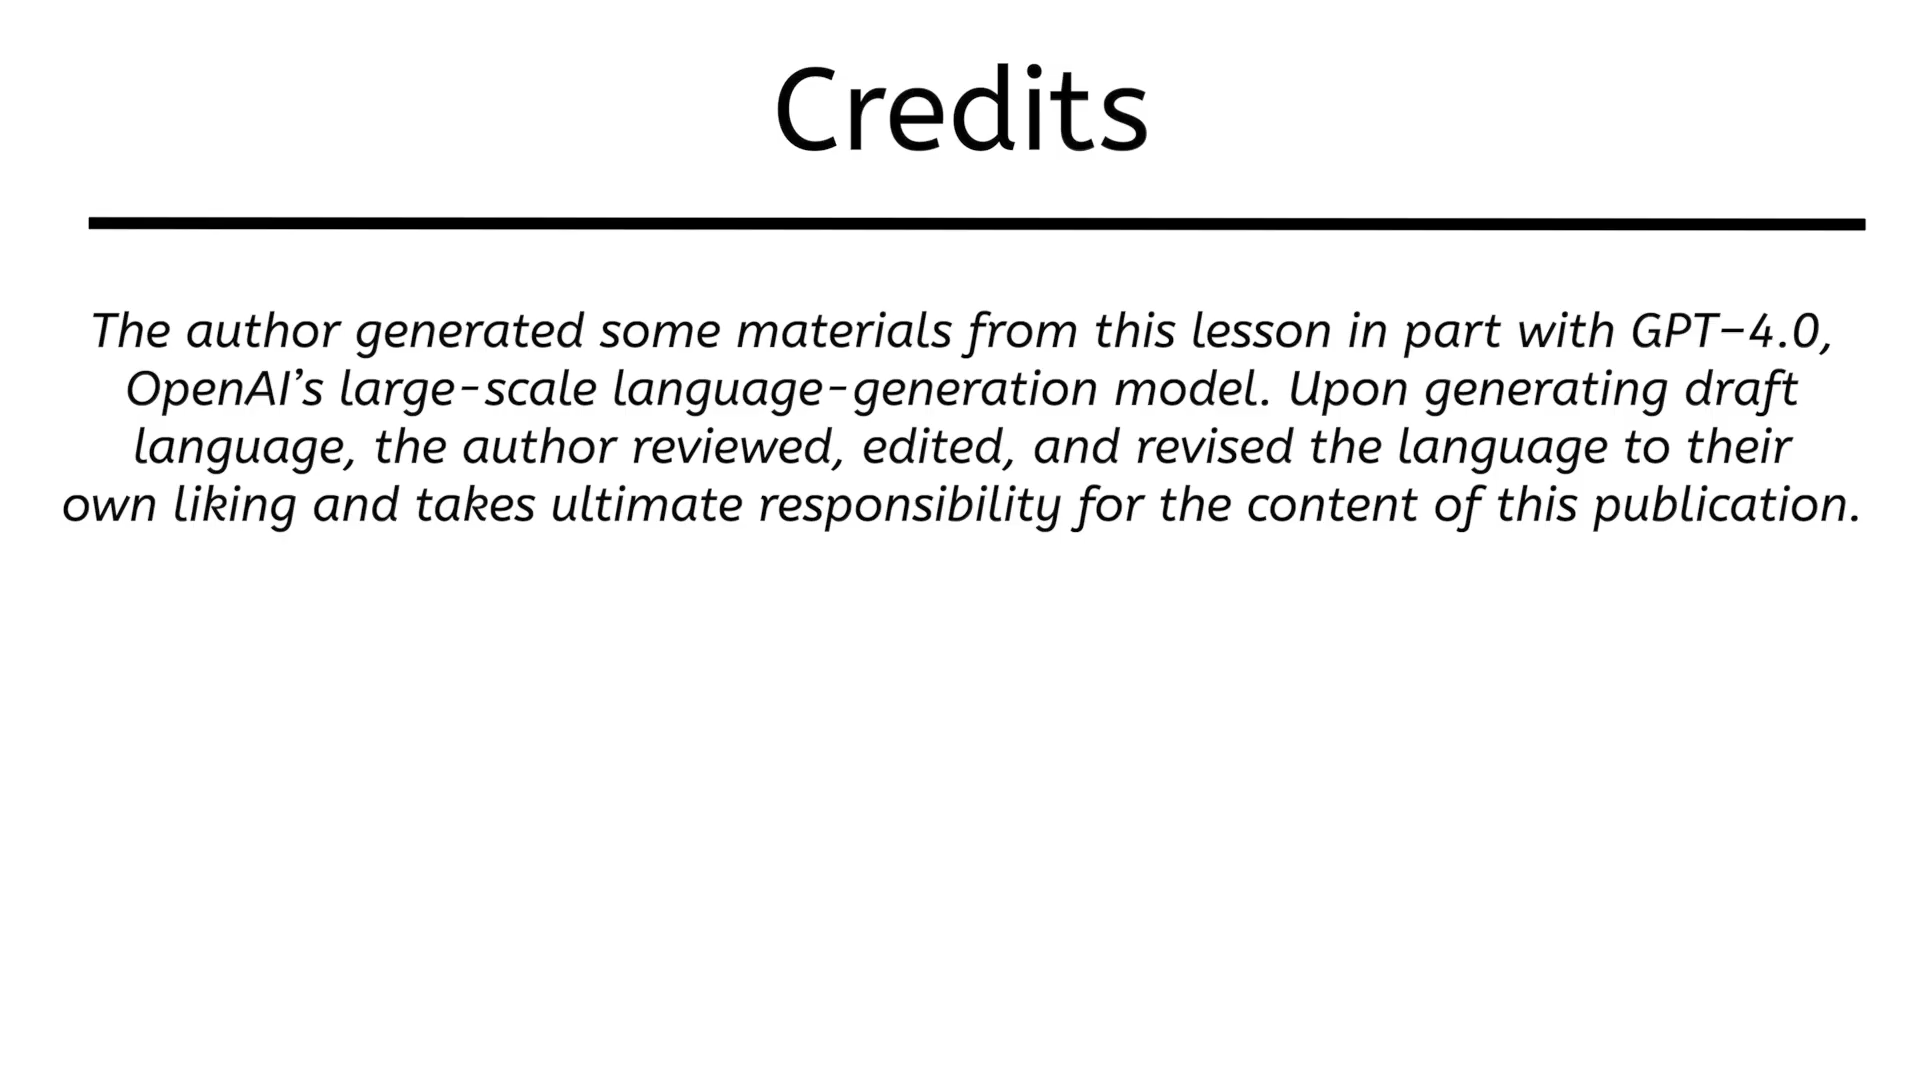 Credits
The author generated some materials from this lesson in part with GPT–4.0,
OpenAI’s large-scale language-generation model. Upon generating draft
language, the author reviewed, edited, and revised the language to their
own liking and takes ultimate responsibility for the content of this publication.